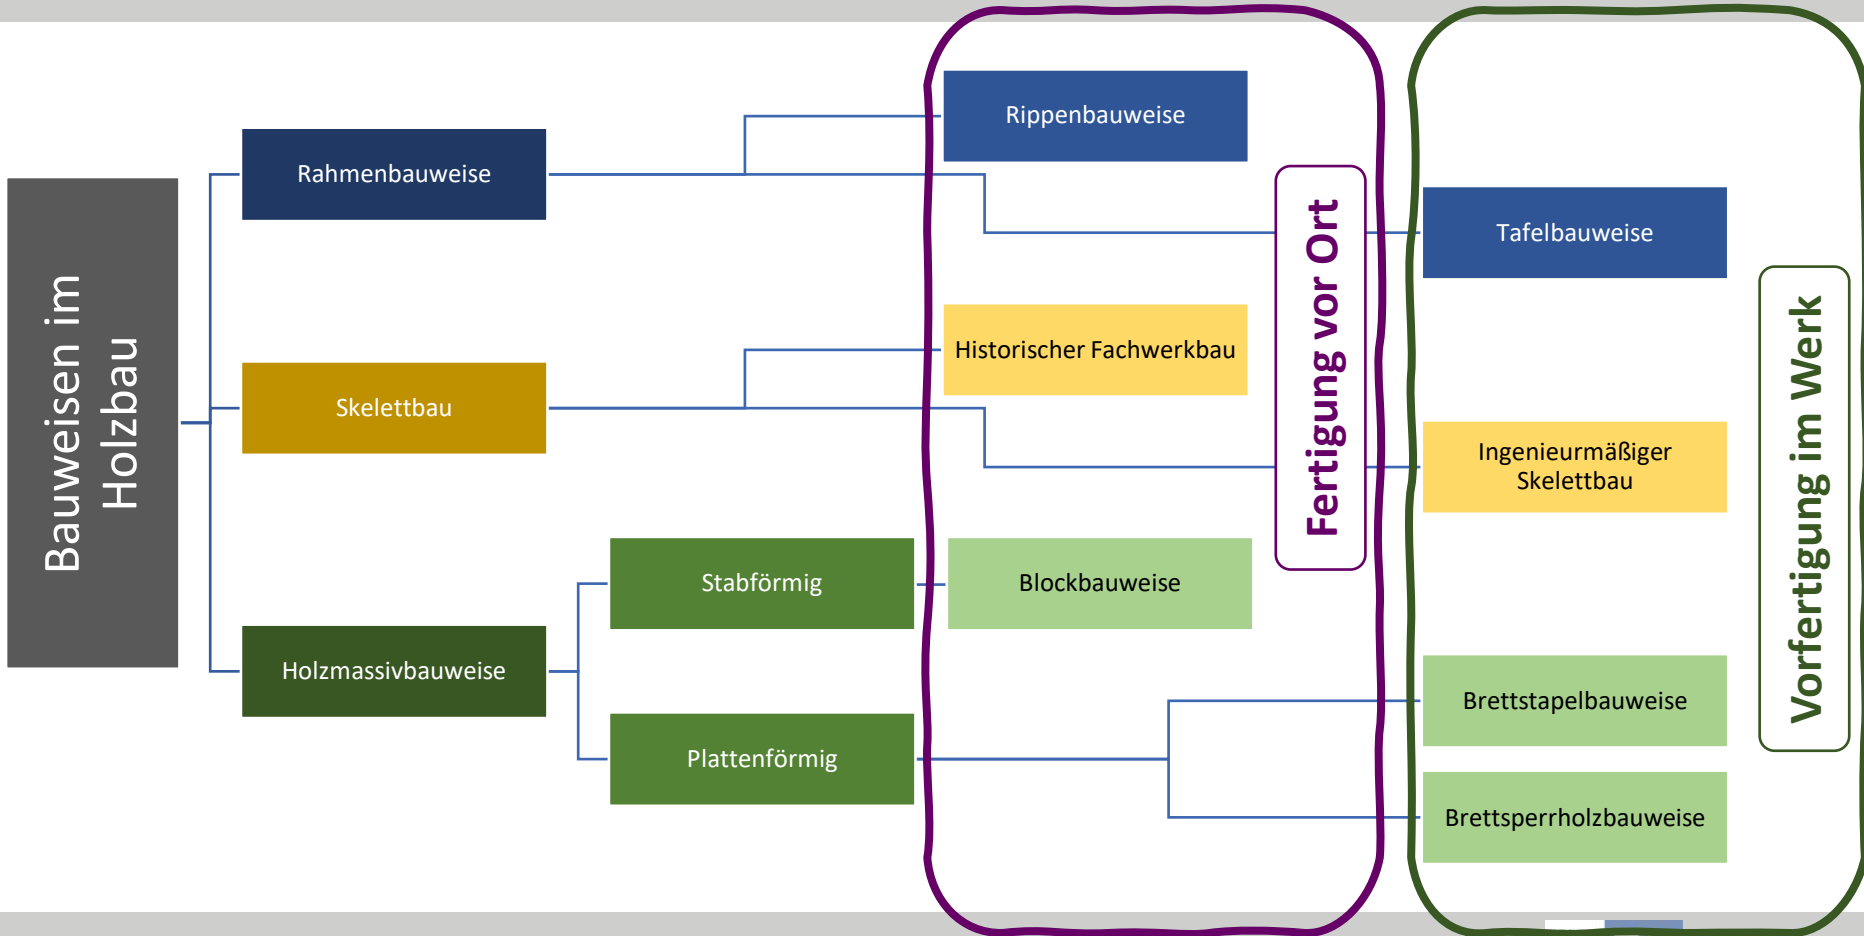 Bauweisen im
Holzbau
Rahmenbauweise
Rippenbauweise
Tafelbauweise
Skelettbau
Historischer Fachwerkbau
Ingenieurmäßiger
Skelettbau
Holzmassivbauweise
Stabförmig
Blockbauweise
Plattenförmig
Brettstapelbauweise
Brettsperrholzbauweise
Fertigung vor Ort
Vorfertigung im Werk